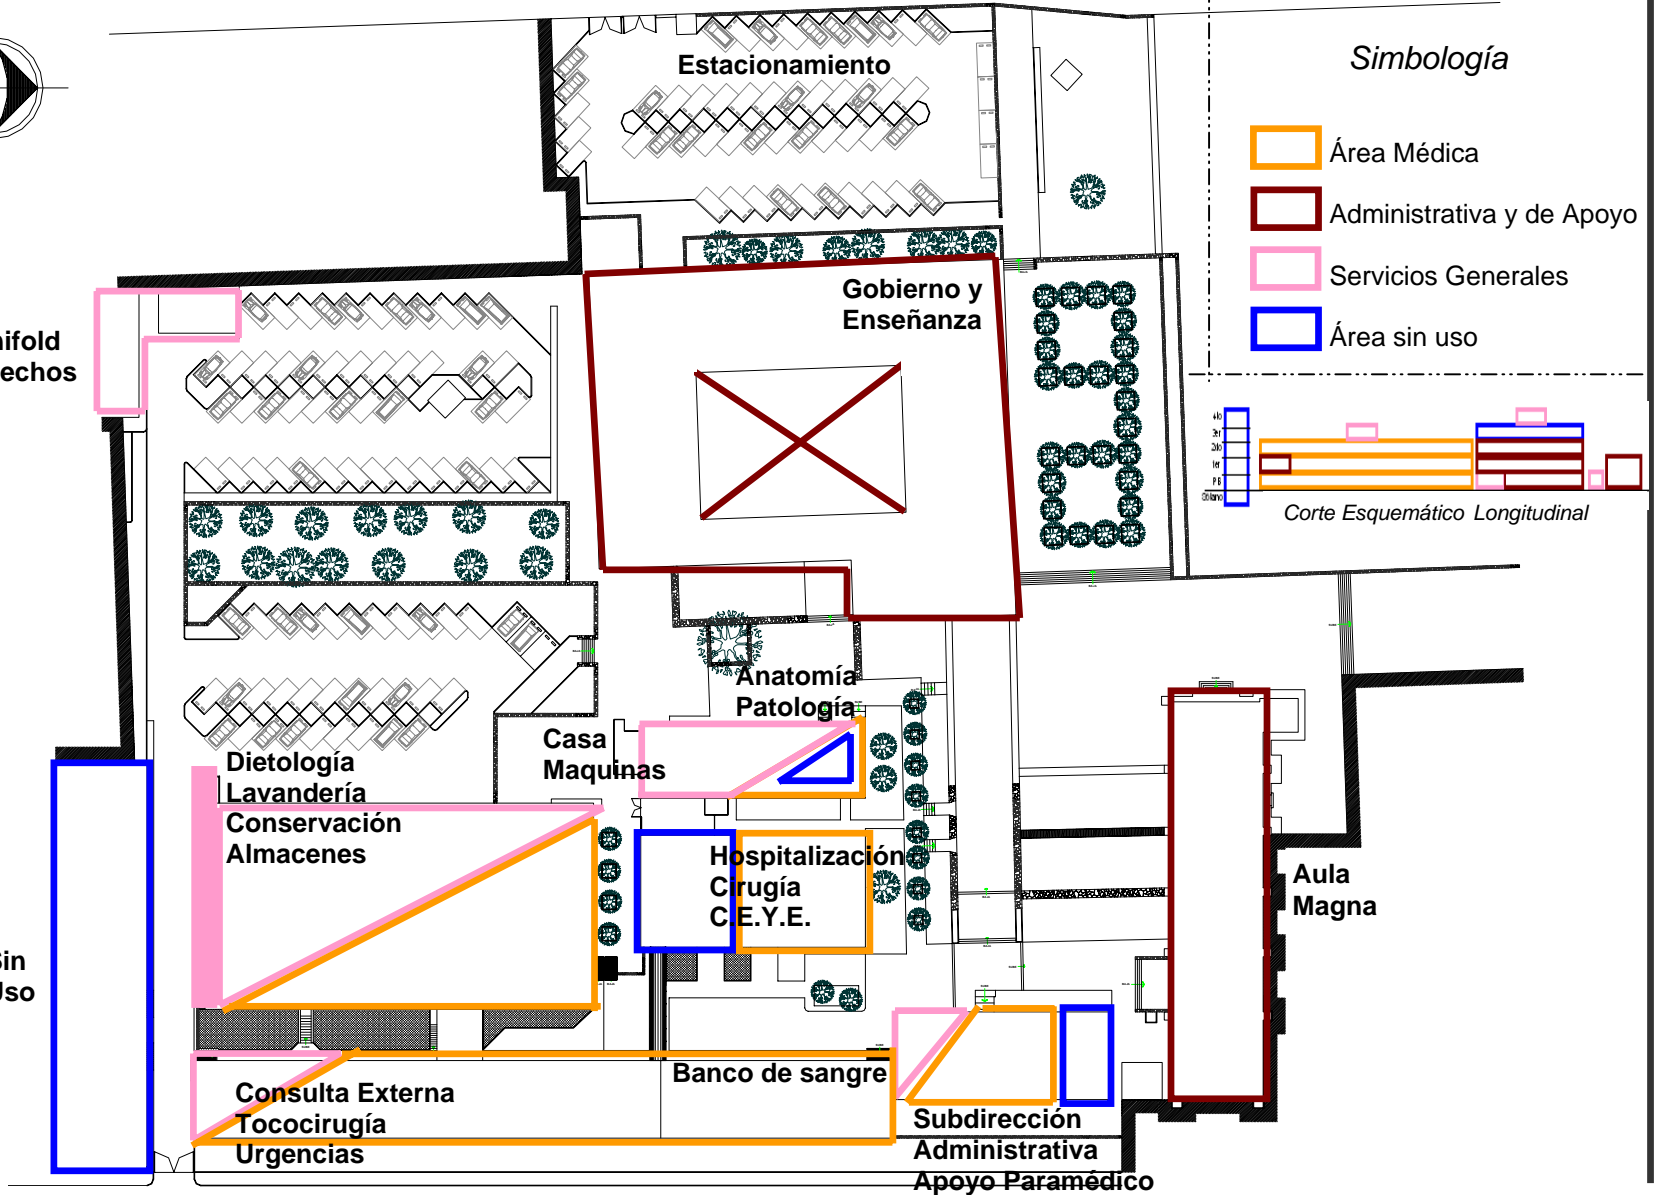 Estacionamiento
Simbología
Área Médica
Administrativa y de Apoyo
Servicios Generales
Área sin uso
Gobierno y
Enseñanza
Corte Esquemático Longitudinal
Anatomía
Patología
Casa
Maquinas
Dietología
Lavandería
Conservación
Almacenes
Hospitalización
Cirugía
C.E.Y.E.
Aula
Magna
Banco de sangre
Consulta Externa
Tococirugía
Urgencias
Subdirección
Administrativa
Apoyo Paramédico